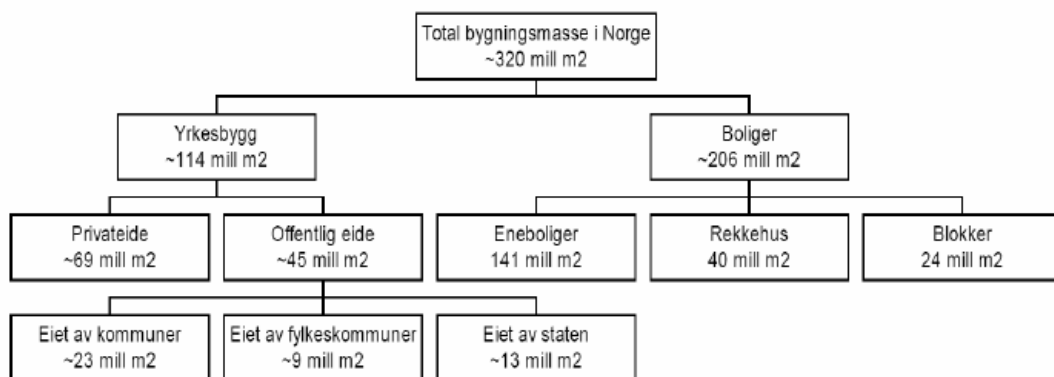 Total bygningsmasse i Norge
~320 mill m2
Yrkesbygg
~114 mill m2
Boliger
~206 mill m2
Privateide
~69 mill m2
Offentlig eide
~45 mill m2
Eneboliger
141 mill m2
Rekkehus
40 mill m2
Blokker
24 mill m2
Eiet av kommuner
~23 mill m2
Eiet av fylkeskommuner
~9 mill m2
Eiet av staten
~13 mill m2